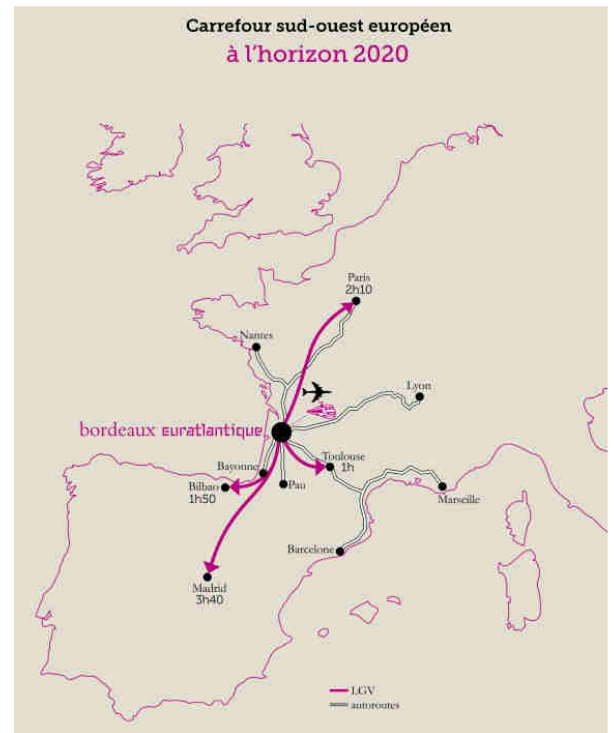 Carrefour sud-ouest européen
à l'horizon 2020
Paris
2h10
Nantes
Lyon
bordeaux euratlantique
Toulouse
1h
Bayonne
Bilbao
1h50
Pau
Marseille
Barcelone
Madrid
3h40
LGV
autoroutes